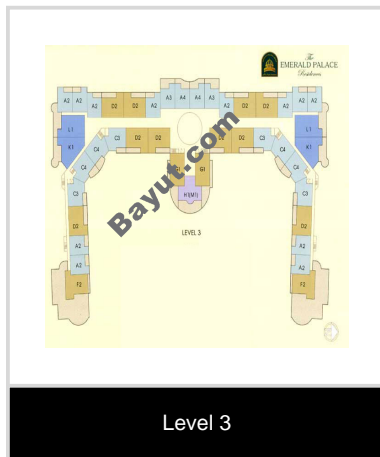 The
EMERALD PALACE
Residences
A3 A4 A4 A3
A2 A2 A2 D2 D2 A2 A2 D2 D2 A2 A2 A2
L1 L1
K1 C4 C3 D2 D2 D2 D2 C3 C4 K1
C4 C4
G1
C3 H1(M1) C3
D2 D2
LEVEL 3
A2 A2
A2 A2
F2 F2
Bayut.com
Level 3